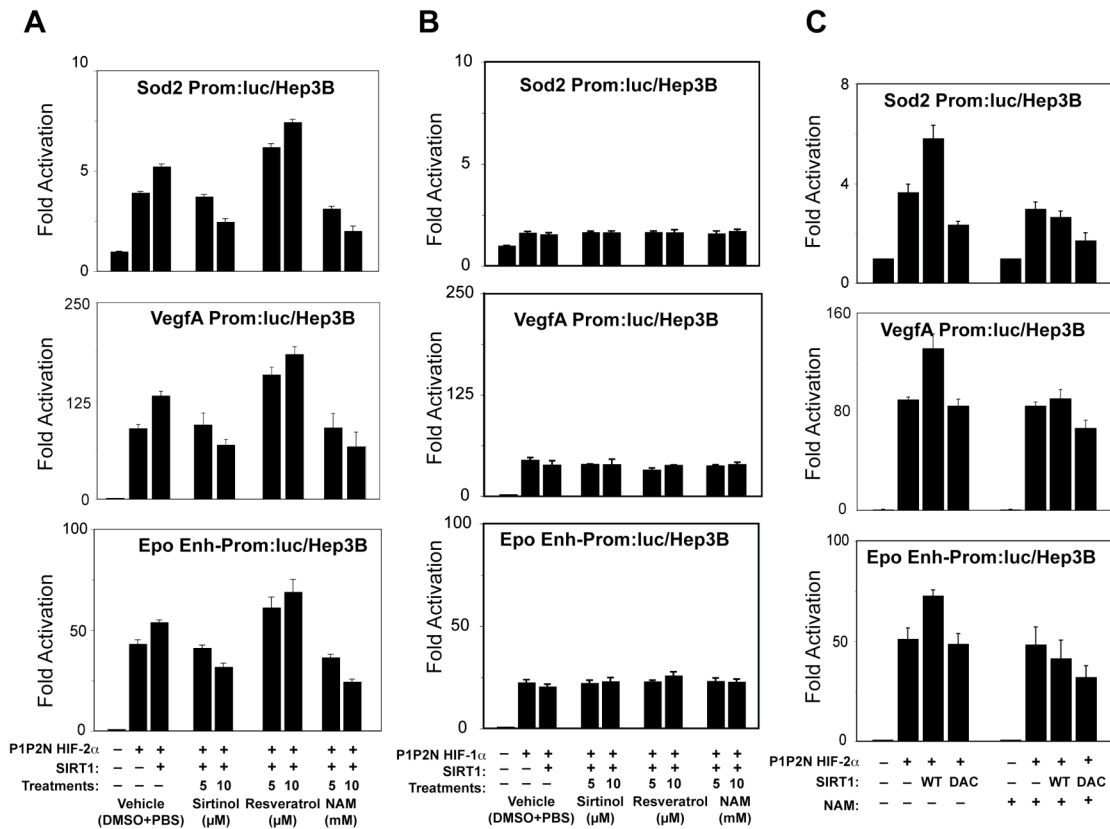 A
B
C
10
Sod2 Prom:luc/Hep3B
5
0
Fold Activation
250
VegfA Prom:luc/Hep3B
125
0
Fold Activation
100
Epo Enh-Prom:luc/Hep3B
50
0
Fold Activation
P1P2N HIF-2α – + + + + + + + +
SIRT1: – – + + + + + + +
Treatments: 5 10 5 10 5 10
Vehicle Sirtinol Resveratrol NAM
(DMSO+PBS) (µM) (µM) (mM)
10
Sod2 Prom:luc/Hep3B
5
0
Fold Activation
250
VegfA Prom:luc/Hep3B
125
0
Fold Activation
100
Epo Enh-Prom:luc/Hep3B
50
0
Fold Activation
P1P2N HIF-1α – + + + + + + + +
SIRT1: – – + + + + + + +
Treatments: 5 10 5 10 5 10
Vehicle Sirtinol Resveratrol NAM
(DMSO+PBS) (µM) (µM) (mM)
8
Sod2 Prom:luc/Hep3B
4
0
Fold Activation
160
VegfA Prom:luc/Hep3B
80
0
Fold Activation
100
Epo Enh-Prom:luc/Hep3B
50
0
Fold Activation
P1P2N HIF-2α – + + + – + + +
SIRT1: – – WT DAC – – WT DAC
NAM: – – – – + + + +